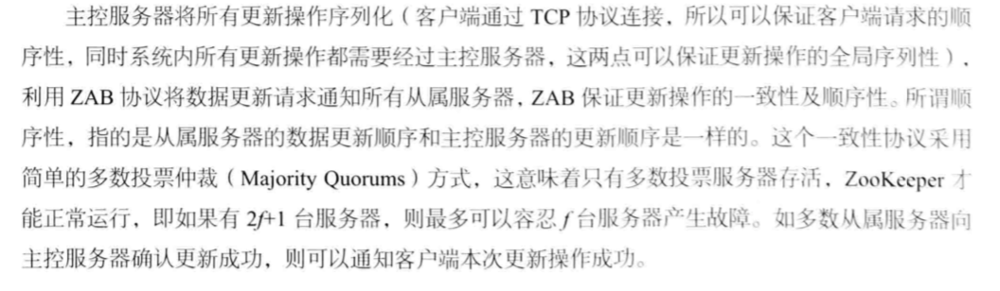 主控服务器将所有更新操作序列化（客户端通过 TCP 协议连接，所以可以保证客户端请求的顺
序性，同时系统内所有更新操作都需要经过主控服务器，这两点可以保证更新操作的全局序列性），
利用 ZAB 协议将数据更新请求通知所有从属服务器，ZAB 保证更新操作的一致性及顺序性。所谓顺
序性，指的是从属服务器的数据更新顺序和主控服务器的更新顺序是一样的。这个一致性协议采用
简单的多数投票仲裁（Majority Quorums）方式，这意味着只有多数投票服务器存活，ZooKeeper 才
能正常运行，即如果有 2f+1 台服务器，则最多可以容忍 f 台服务器产生故障。如多数从属服务器向
主控服务器确认更新成功，则可以通知客户端本次更新操作成功。